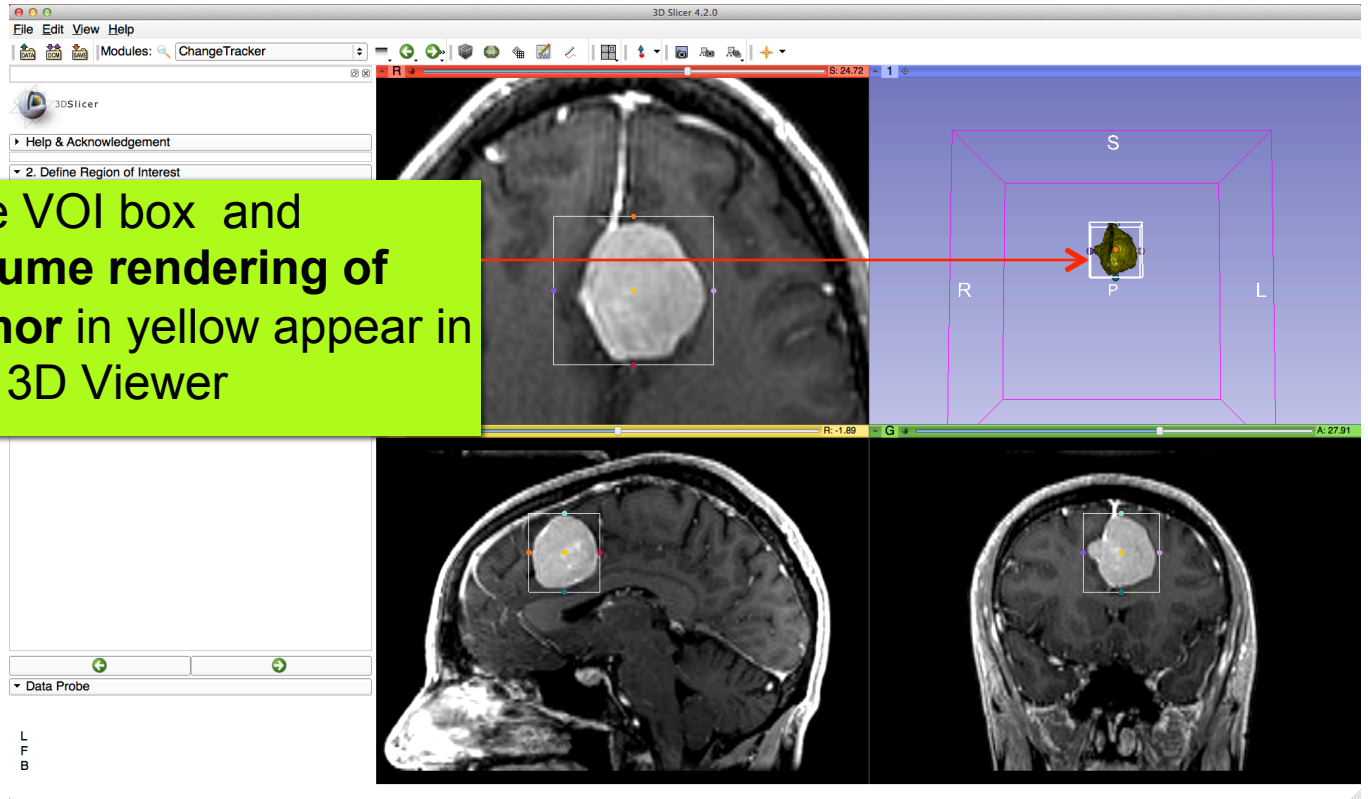 3D Slicer 4.2.0
File Edit View Help
DATA DCM SAVE Modules: ChangeTracker
3DSlicer
Help & Acknowledgement
2. Define Region of Interest
e VOI box and
ume rendering of
nor in yellow appear in
3D Viewer
Data Probe
L
F
B
R S: 24.72
1
S
R P L
R: -1.89
G A: 27.91